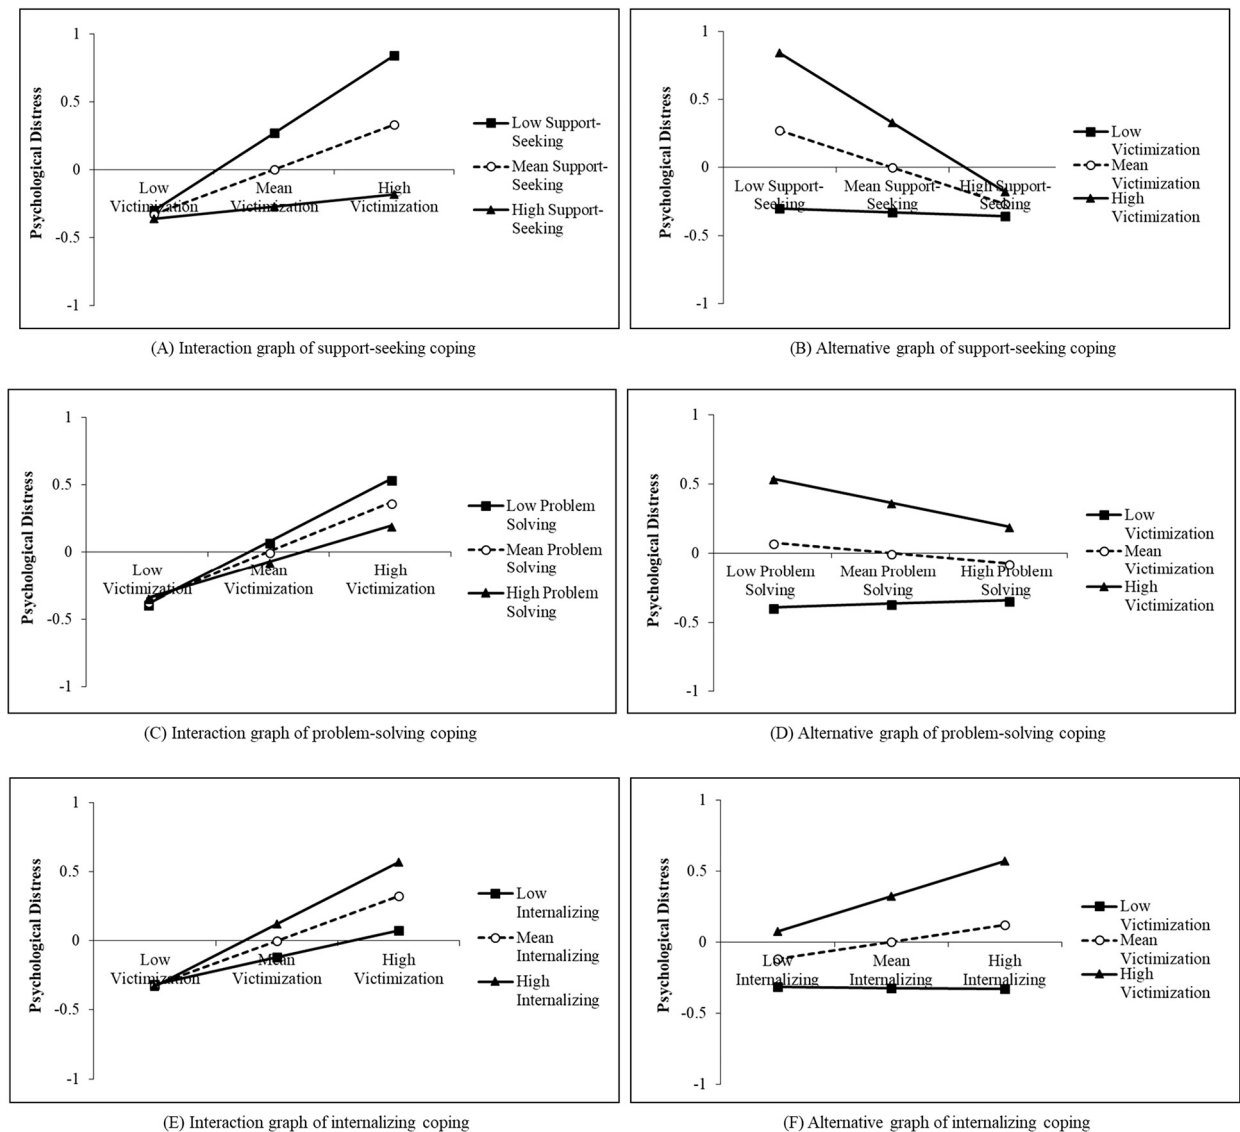 1
0.5
0
-0.5
-1
Psychological Distress
Low
Victimization
Mean
Victimization
High
Victimization
Low Support-
Seeking
Mean Support-
Seeking
High Support-
Seeking
(A) Interaction graph of support-seeking coping
1
0.5
0
-0.5
-1
Psychological Distress
Low Support-
Seeking
Mean Support-
Seeking
High Support-
Seeking
Low
Victimization
Mean
Victimization
High
Victimization
(B) Alternative graph of support-seeking coping
1
0.5
0
-0.5
-1
Psychological Distress
Low
Victimization
Mean
Victimization
High
Victimization
Low Problem
Solving
Mean Problem
Solving
High Problem
Solving
(C) Interaction graph of problem-solving coping
1
0.5
0
-0.5
-1
Psychological Distress
Low Problem
Solving
Mean Problem
Solving
High Problem
Solving
Low
Victimization
Mean
Victimization
High
Victimization
(D) Alternative graph of problem-solving coping
1
0.5
0
-0.5
-1
Psychological Distress
Low
Victimization
Mean
Victimization
High
Victimization
Low
Internalizing
Mean
Internalizing
High
Internalizing
(E) Interaction graph of internalizing coping
1
0.5
0
-0.5
-1
Psychological Distress
Low
Internalizing
Mean
Internalizing
High
Internalizing
Low
Victimization
Mean
Victimization
High
Victimization
(F) Alternative graph of internalizing coping